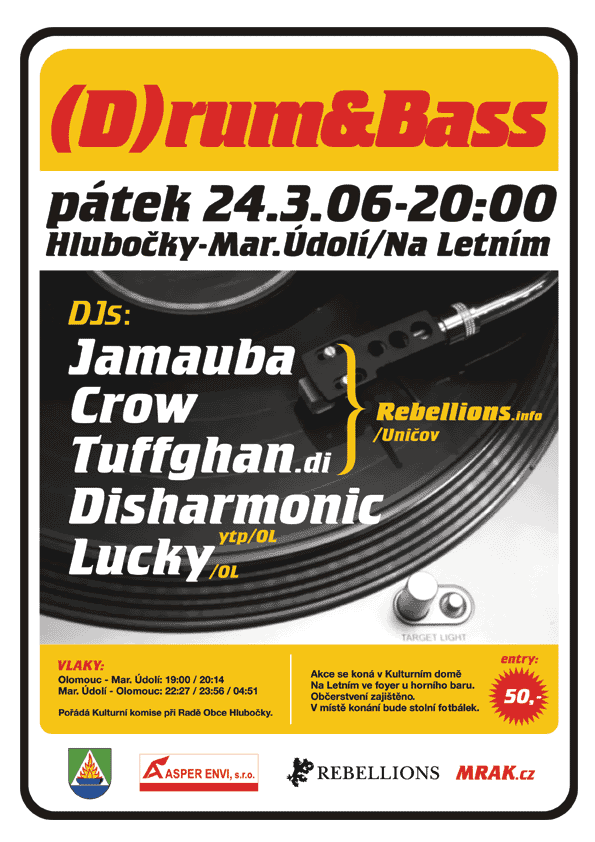 (D)rum&Bass
pátek 24.3.06-20:00
Hlubočky-Mar.Údolí/Na Letním
DJs:
Jamauba
Crow
Tuffghan.di
Rebellions.info
/Uničov
Disharmonic
ytp/OL
Lucky/OL
TARGET LIGHT
VLAKY:
Olomouc - Mar. Údolí: 19:00 / 20:14
Mar. Údolí - Olomouc: 22:27 / 23:56 / 04:51
Pořádá Kulturní komise při Radě Obce Hlubočky.
Akce se koná v Kulturním domě
Na Letním ve foyer u horního baru.
Občerstvení zajištěno.
V místě konání bude stolní fotbálek.
entry:
50,-
ASPER ENVI, s.r.o.
REBELLIONS
MRAK.cz